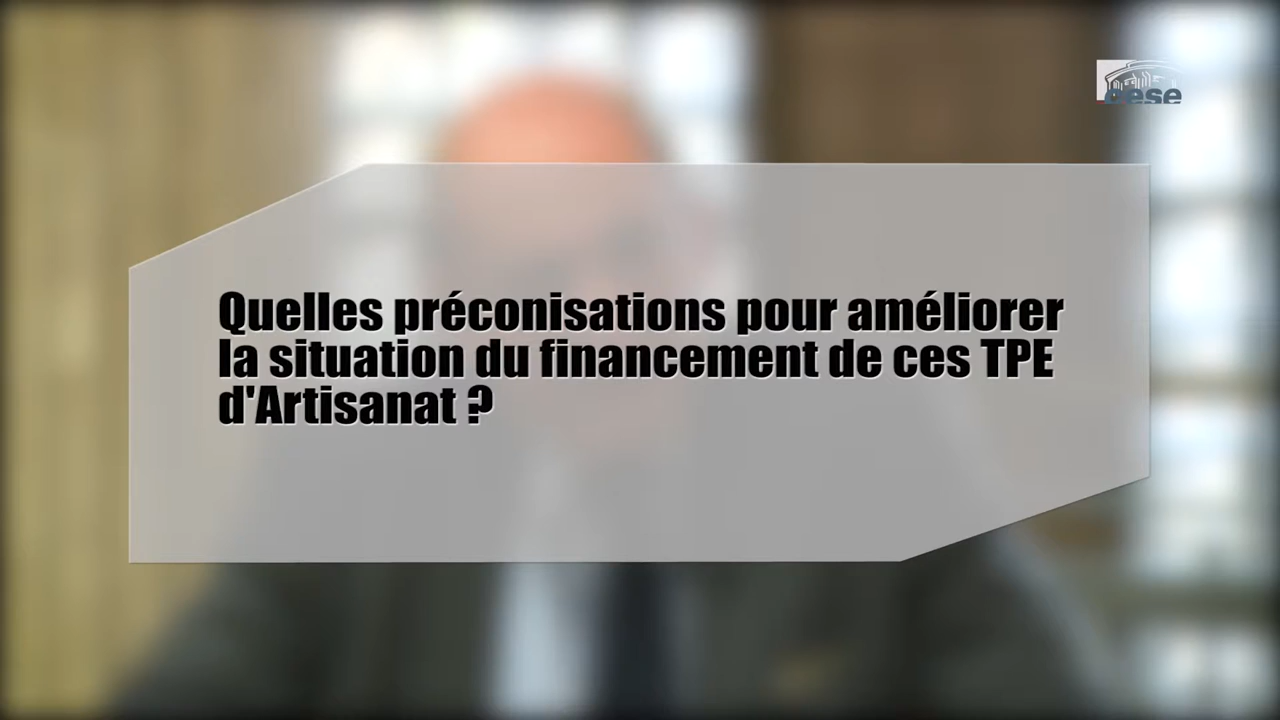 cese
Quelles préconisations pour améliorer
la situation du financement de ces TPE
d'Artisanat ?